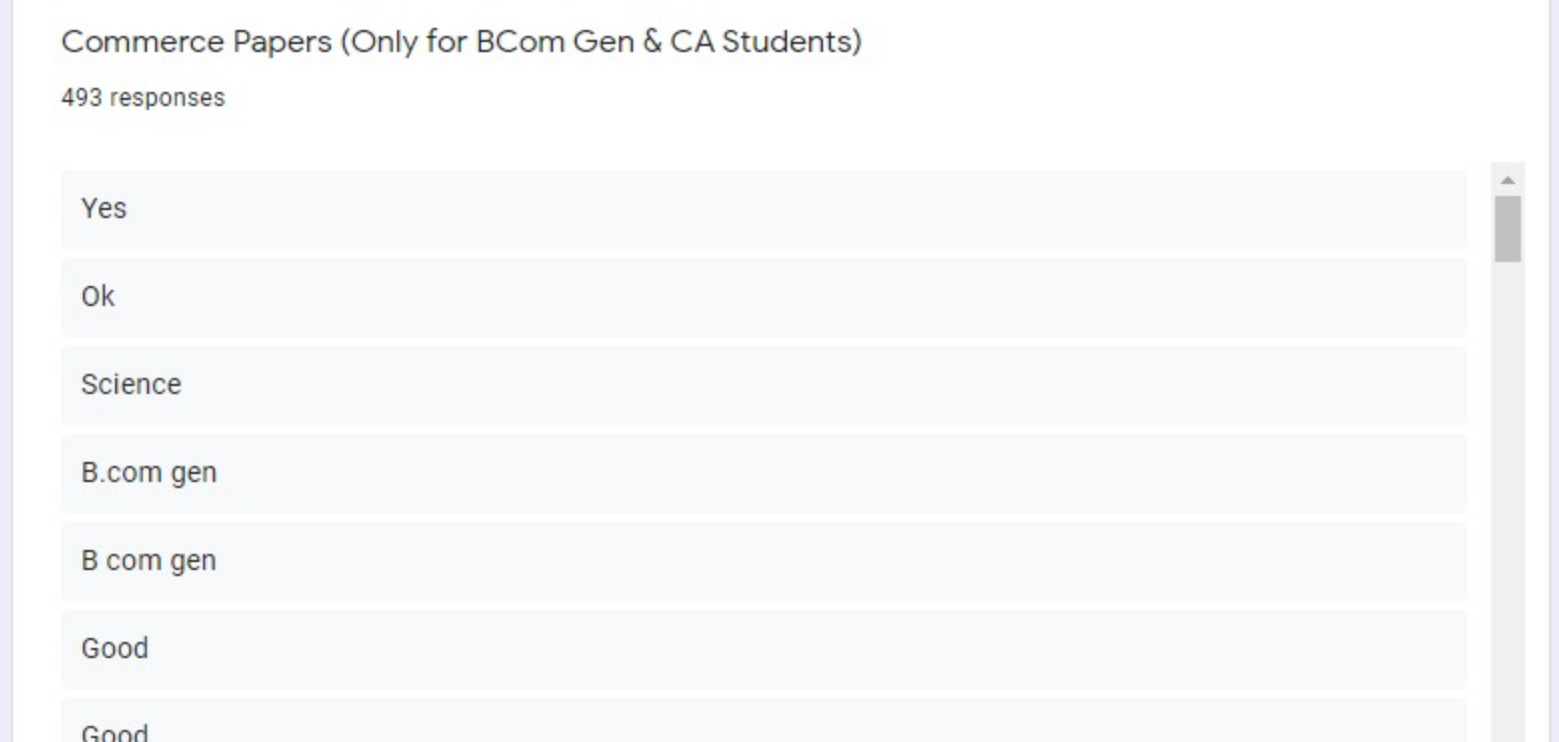 Commerce Papers (Only for BCom Gen & CA Students)
493 responses
Yes
Ok
Science
B.com gen
B com gen
Good
Good